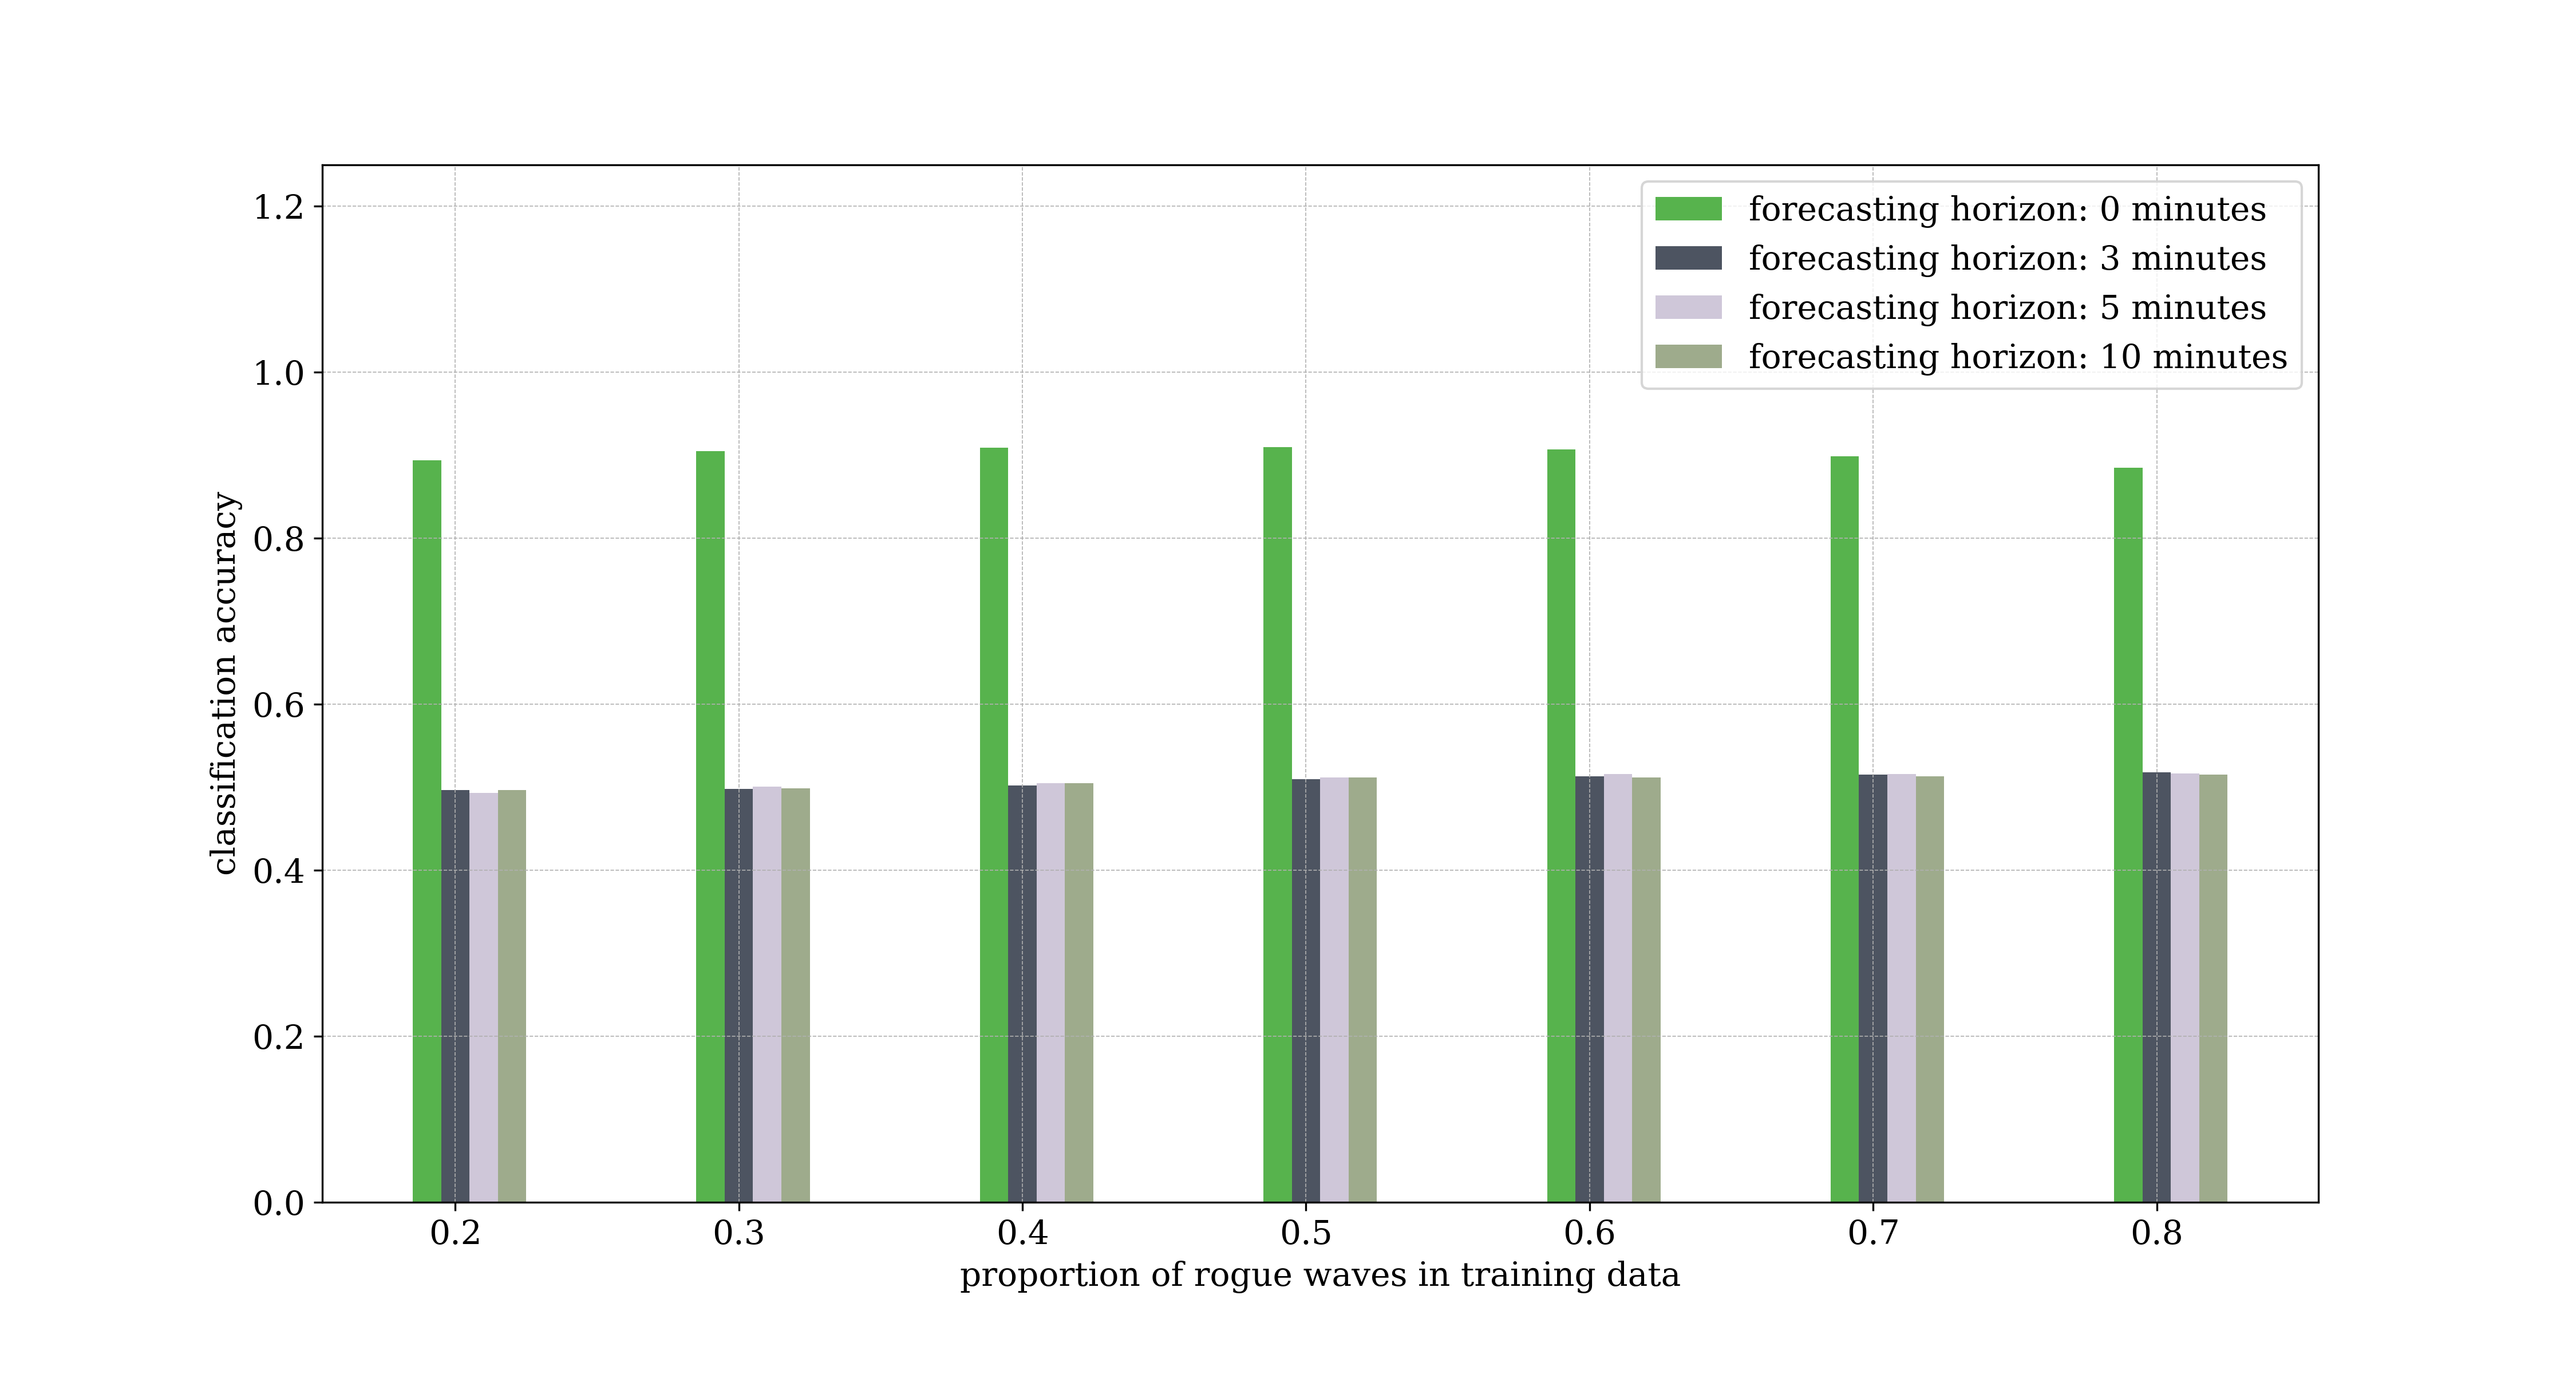 forecasting horizon: 0 minutes
forecasting horizon: 3 minutes
forecasting horizon: 5 minutes
forecasting horizon: 10 minutes
classification accuracy
1.2
1.0
0.8
0.6
0.4
0.2
0.0
0.2 0.3 0.4 0.5 0.6 0.7 0.8
proportion of rogue waves in training data